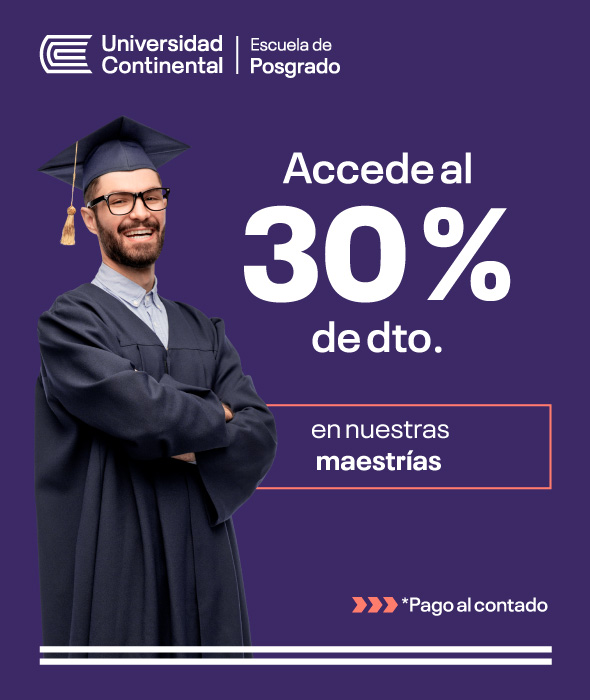 Universidad
Continental
Escuela de
Posgrado
Accede al
30%
de dto.
en nuestras
maestrías
*Pago al contado